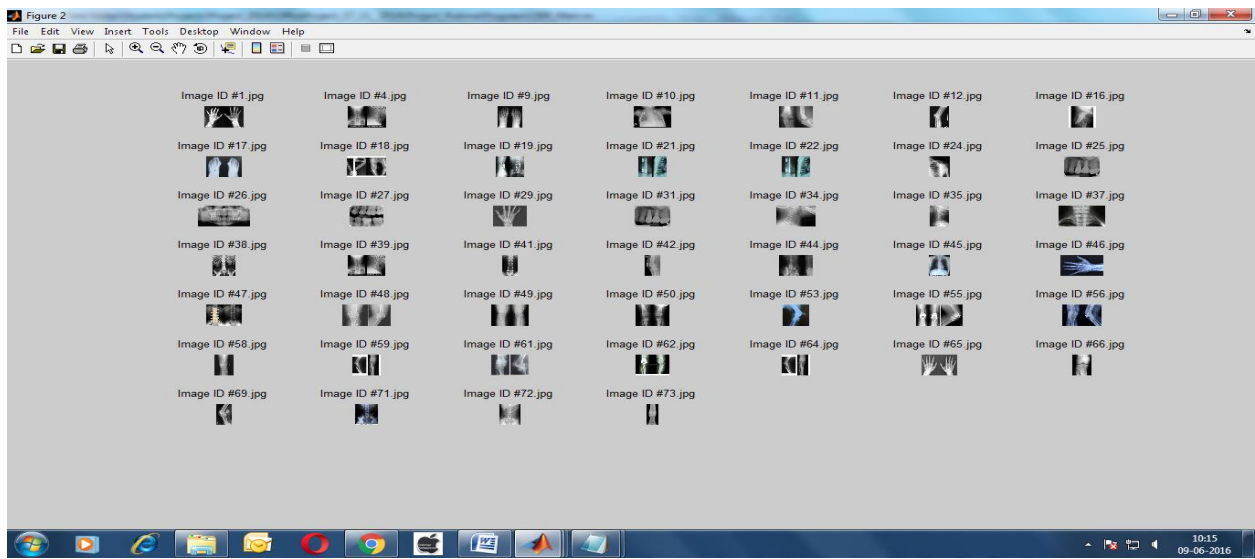 Figure 2
File Edit View Insert Tools Desktop Window Help
Image ID #1.jpg Image ID #4.jpg Image ID #9.jpg Image ID #10.jpg Image ID #11.jpg Image ID #12.jpg Image ID #16.jpg
Image ID #17.jpg Image ID #18.jpg Image ID #19.jpg Image ID #21.jpg Image ID #22.jpg Image ID #24.jpg Image ID #25.jpg
Image ID #26.jpg Image ID #27.jpg Image ID #29.jpg Image ID #31.jpg Image ID #34.jpg Image ID #35.jpg Image ID #37.jpg
Image ID #38.jpg Image ID #39.jpg Image ID #41.jpg Image ID #42.jpg Image ID #44.jpg Image ID #45.jpg Image ID #46.jpg
Image ID #47.jpg Image ID #48.jpg Image ID #49.jpg Image ID #50.jpg Image ID #53.jpg Image ID #55.jpg Image ID #56.jpg
Image ID #58.jpg Image ID #59.jpg Image ID #61.jpg Image ID #62.jpg Image ID #64.jpg Image ID #65.jpg Image ID #66.jpg
Image ID #69.jpg Image ID #71.jpg Image ID #72.jpg Image ID #73.jpg
10:15
09-06-2016